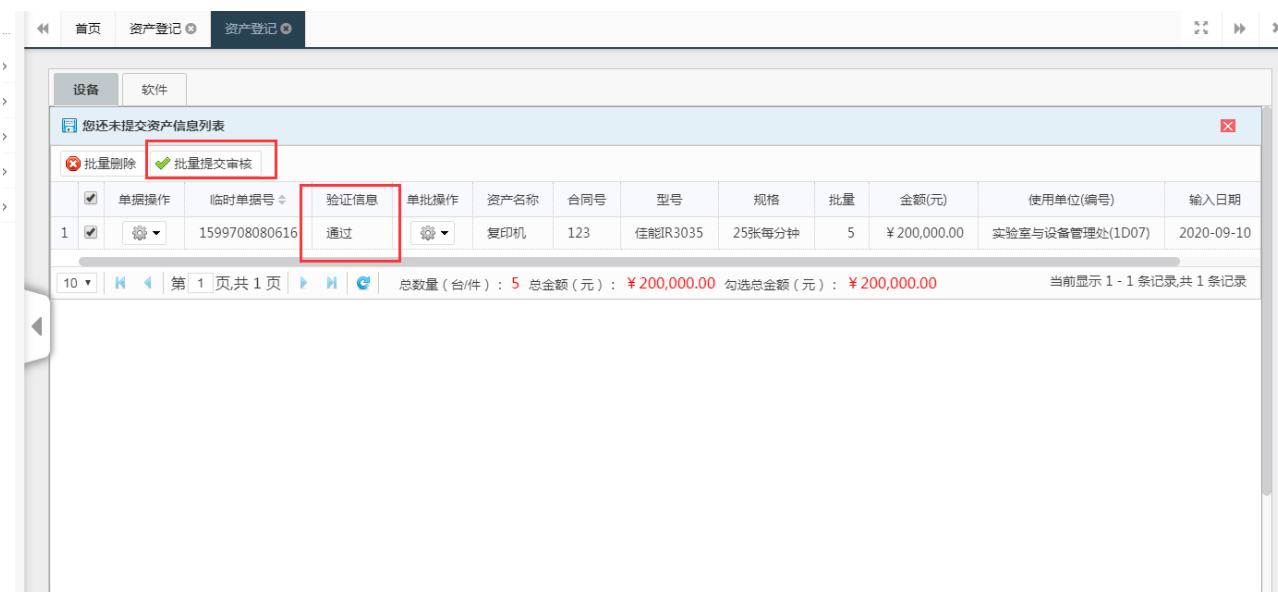 首页 资产登记 资产登记
设备 软件
您还未提交资产信息列表
批量删除 批量提交审核
单据操作 临时单据号 验证信息 单批操作 资产名称 合同号 型号 规格 批量 金额(元) 使用单位(编号) 输入日期
1 1599708080616 通过 复印机 123 佳能IR3035 25张每分钟 5 ￥200,000.00 实验室与设备管理处(1D07) 2020-09-10
10 第 1 页,共 1 页 总数量 ( 台/件 ) : 5 总金额 ( 元 ) : ￥200,000.00 勾选总金额 ( 元 ) : ￥200,000.00 当前显示 1 - 1 条记录,共 1 条记录